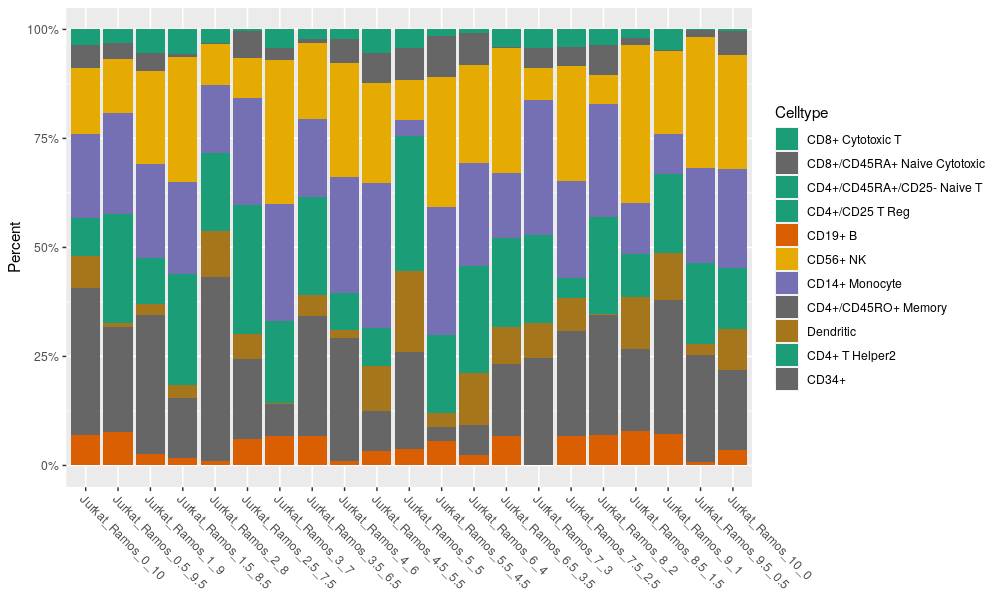 100%
75%
50%
25%
0%
Percent
Jurkat_Ramos_0_10
Jurkat_Ramos_0.5_9.5
Jurkat_Ramos_1_9
Jurkat_Ramos_1.5_8.5
Jurkat_Ramos_2_8
Jurkat_Ramos_2.5_7.5
Jurkat_Ramos_3_7
Jurkat_Ramos_3.5_6.5
Jurkat_Ramos_4_6
Jurkat_Ramos_4.5_5.5
Jurkat_Ramos_5_5
Jurkat_Ramos_5.5_4.5
Jurkat_Ramos_6_4
Jurkat_Ramos_6.5_3.5
Jurkat_Ramos_7_3
Jurkat_Ramos_7.5_2.5
Jurkat_Ramos_8_2
Jurkat_Ramos_8.5_1.5
Jurkat_Ramos_9_1
Jurkat_Ramos_9.5_0.5
Jurkat_Ramos_10_0
Celltype
CD8+ Cytotoxic T
CD8+/CD45RA+ Naive Cytotoxic
CD4+/CD45RA+/CD25- Naive T
CD4+/CD25 T Reg
CD19+ B
CD56+ NK
CD14+ Monocyte
CD4+/CD45RO+ Memory
Dendritic
CD4+ T Helper2
CD34+